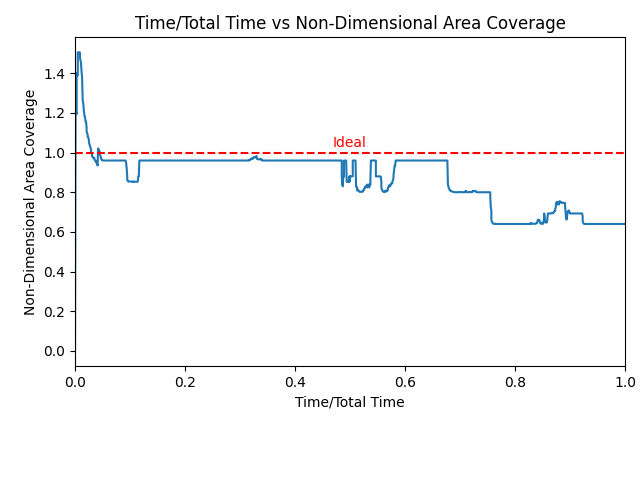 Time/Total Time vs Non-Dimensional Area Coverage
Non-Dimensional Area Coverage
1.4
1.2
1.0
0.8
0.6
0.4
0.2
0.0
Ideal
0.0 0.2 0.4 0.6 0.8 1.0
Time/Total Time